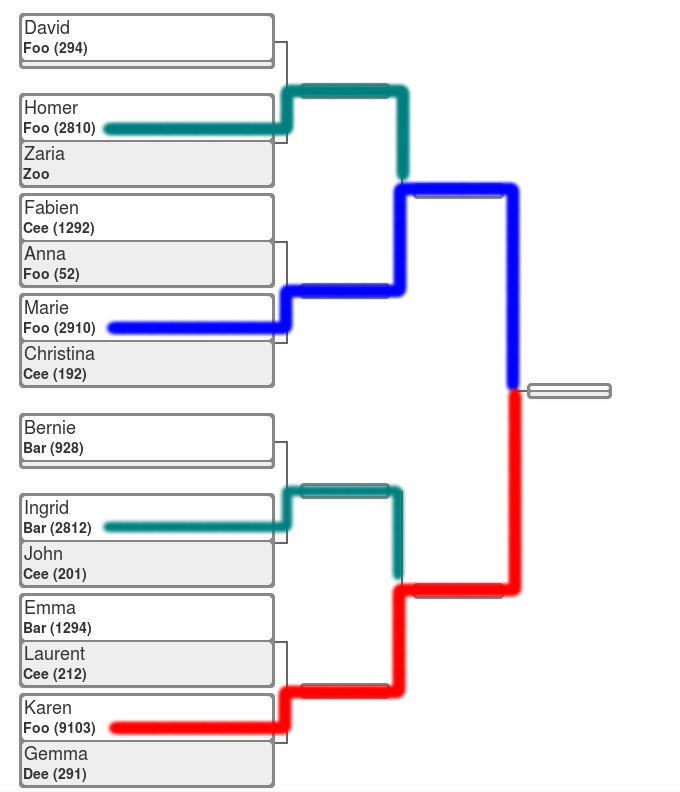 David
Foo (294)
Homer
Foo (2810)
Zaria
Zoo
Fabien
Cee (1292)
Anna
Foo (52)
Marie
Foo (2910)
Christina
Cee (192)
Bernie
Bar (928)
Ingrid
Bar (2812)
John
Cee (201)
Emma
Bar (1294)
Laurent
Cee (212)
Karen
Foo (9103)
Gemma
Dee (291)